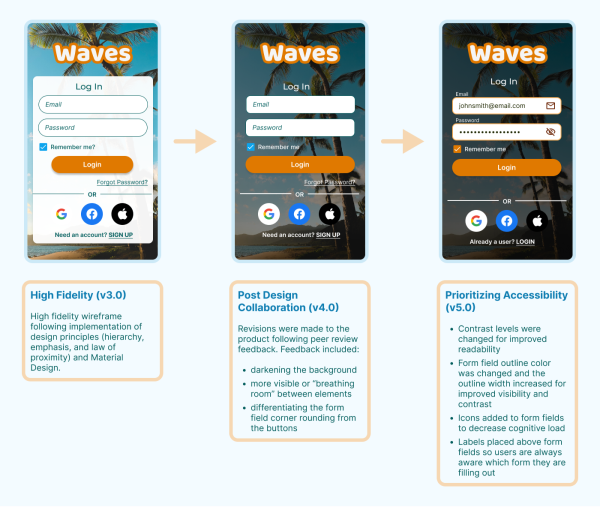 Waves
Log In
Email
Password
Remember me?
Login
Forgot Password?
OR
Need an account? SIGN UP
Waves
Log In
Email
Password
Remember me
Login
Forgot Password?
OR
Need an account? SIGN UP
Waves
Log In
Email
johnsmith@email.com
Password
•••••••••••••••••
Remember me
Login
OR
Already a user? LOGIN
High Fidelity (v3.0)
High fidelity wireframe
following implementation of
design principles (hierarchy,
emphasis, and law of
proximity) and Material
Design.
Post Design
Collaboration (v4.0)
Revisions were made to the
product following peer review
feedback. Feedback included:
• darkening the background
• more visible or “breathing
room” between elements
• differentiating the form
field corner rounding from
the buttons
Prioritizing Accessibility
(v5.0)
• Contrast levels were
changed for improved
readability
• Form field outline color
was changed and the
outline width increased for
improved visibility and
contrast
• Icons added to form fields
to decrease cognitive load
• Labels placed above form
fields so users are always
aware which form they are
filling out